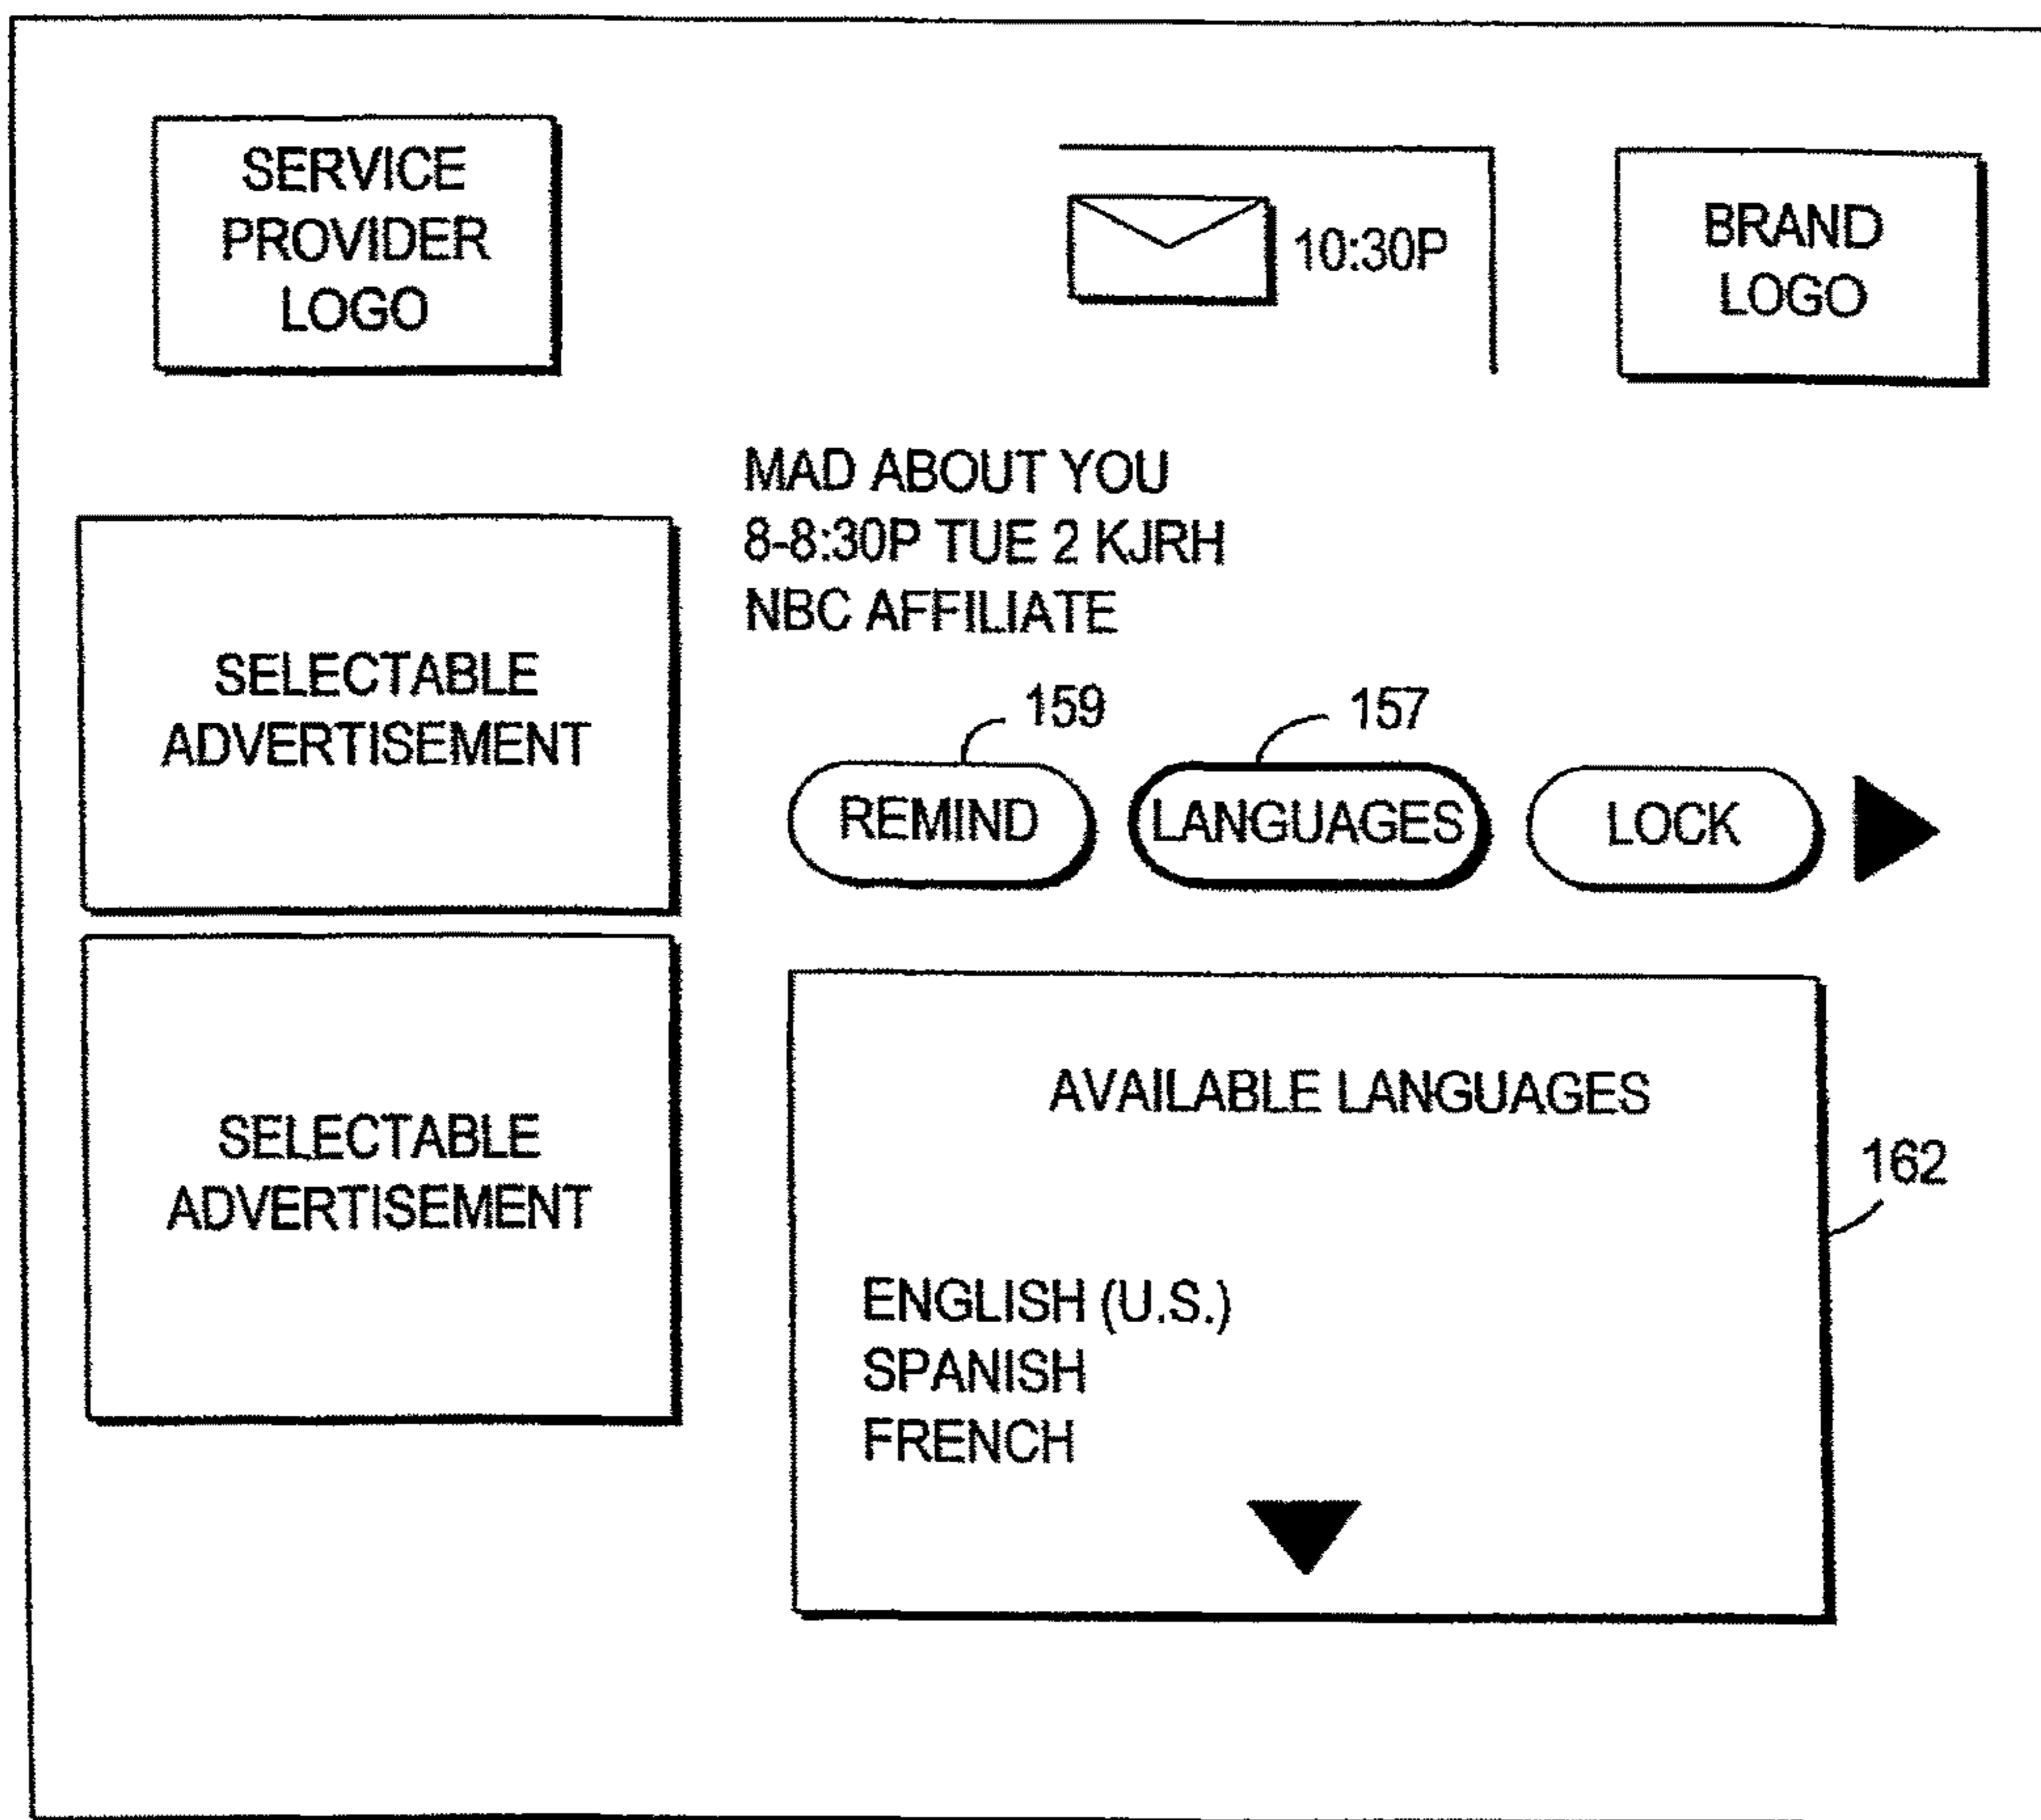 SERVICE
PROVIDER
LOGO
10:30P
BRAND
LOGO
MAD ABOUT YOU
8-8:30P TUE 2 KJRH
NBC AFFILIATE
SELECTABLE
ADVERTISEMENT
159
157
REMIND
LANGUAGES
LOCK
SELECTABLE
ADVERTISEMENT
AVAILABLE LANGUAGES
162
ENGLISH (U.S.)
SPANISH
FRENCH